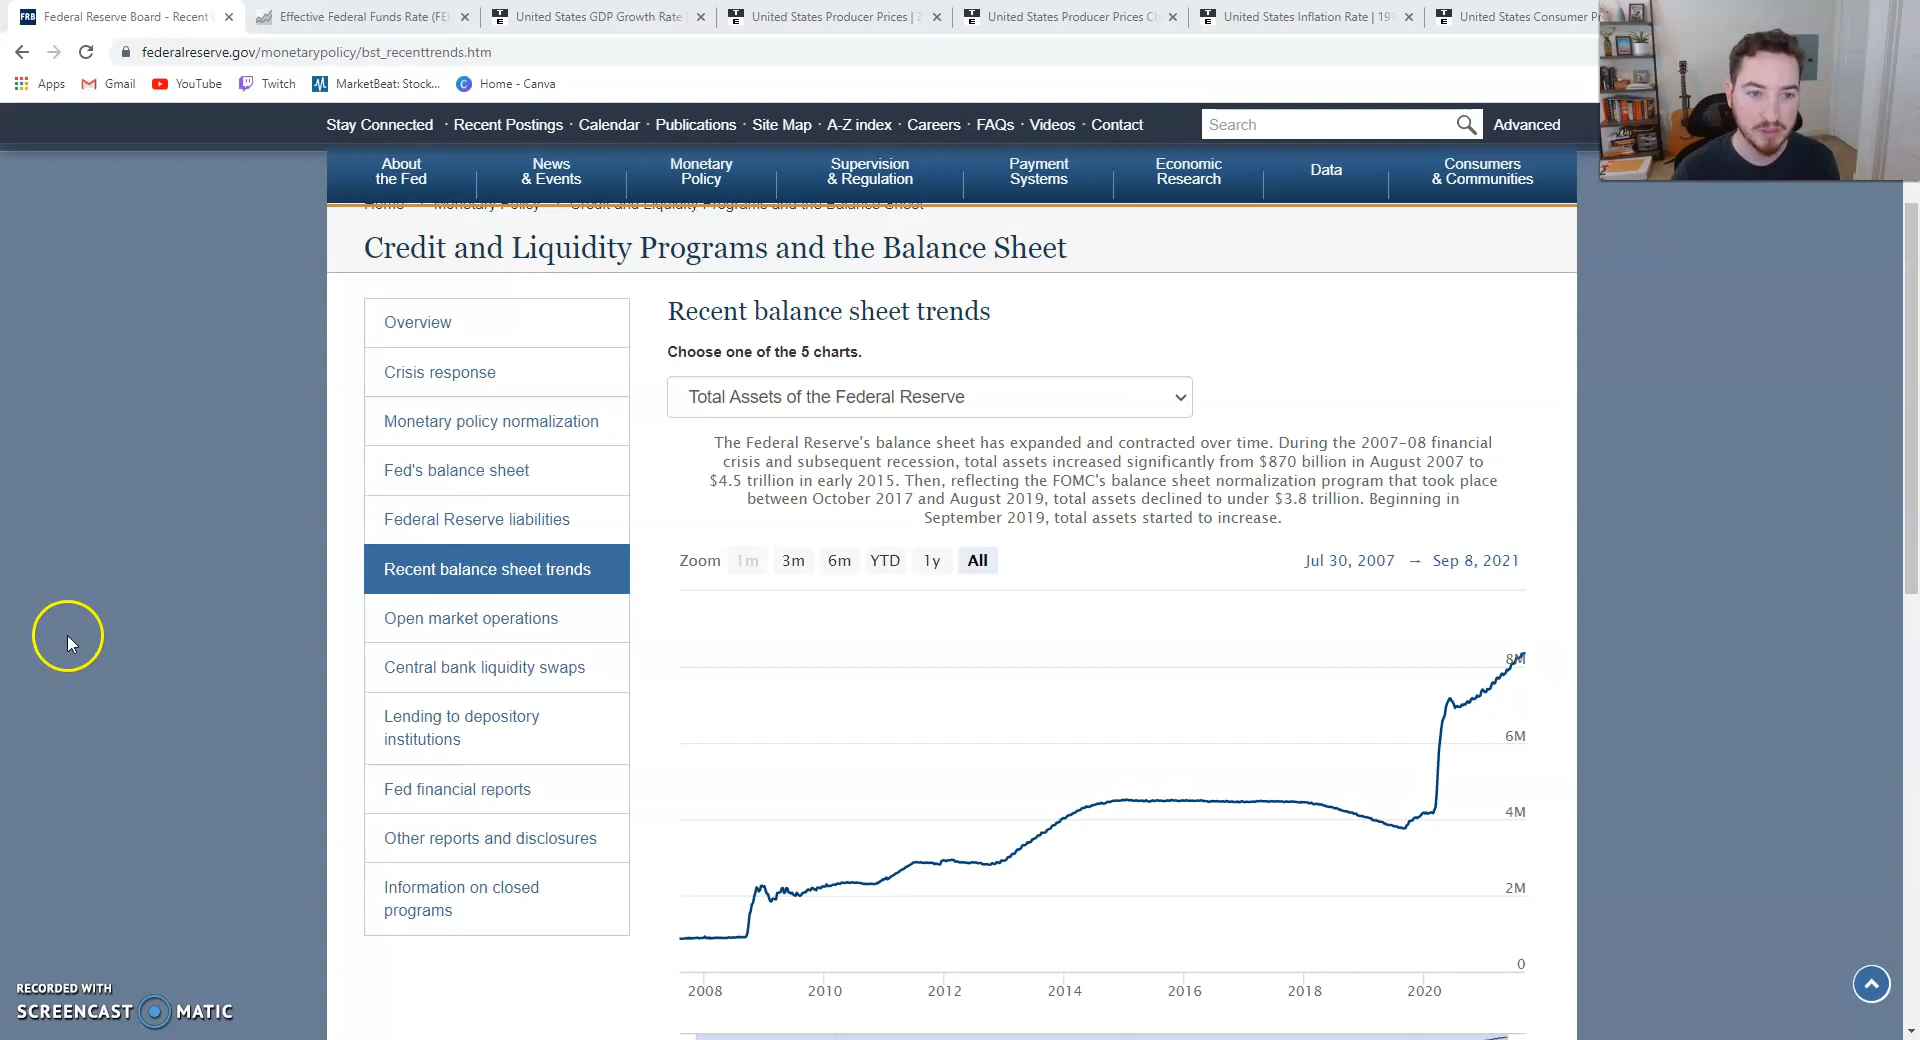 Federal Reserve Board - Recent
Effective Federal Funds Rate (FE
United States GDP Growth Rate
United States Producer Prices | 2
United States Producer Prices C
United States Inflation Rate | 19
United States Consumer P
federalreserve.gov/monetarypolicy/bst_recenttrends.htm
Apps
Gmail
YouTube
Twitch
MarketBeat: Stock...
Home - Canva
Stay Connected · Recent Postings · Calendar · Publications · Site Map · A-Z index · Careers · FAQs · Videos · Contact
Search
Advanced
About
the Fed
News
& Events
Monetary
Policy
Supervision
& Regulation
Payment
Systems
Economic
Research
Data
Consumers
& Communities
Home
Monetary Policy
Credit and Liquidity Programs and the Balance Sheet
Credit and Liquidity Programs and the Balance Sheet
Overview
Crisis response
Monetary policy normalization
Fed's balance sheet
Federal Reserve liabilities
Recent balance sheet trends
Open market operations
Central bank liquidity swaps
Lending to depository
institutions
Fed financial reports
Other reports and disclosures
Information on closed
programs
Recent balance sheet trends
Choose one of the 5 charts.
Total Assets of the Federal Reserve
The Federal Reserve's balance sheet has expanded and contracted over time. During the 2007-08 financial
crisis and subsequent recession, total assets increased significantly from $870 billion in August 2007 to
$4.5 trillion in early 2015. Then, reflecting the FOMC's balance sheet normalization program that took place
between October 2017 and August 2019, total assets declined to under $3.8 trillion. Beginning in
September 2019, total assets started to increase.
Zoom 1m 3m 6m YTD 1y All
Jul 30, 2007 → Sep 8, 2021
8M
6M
4M
2M
0
2008 2010 2012 2014 2016 2018 2020
RECORDED WITH
SCREENCAST MATIC